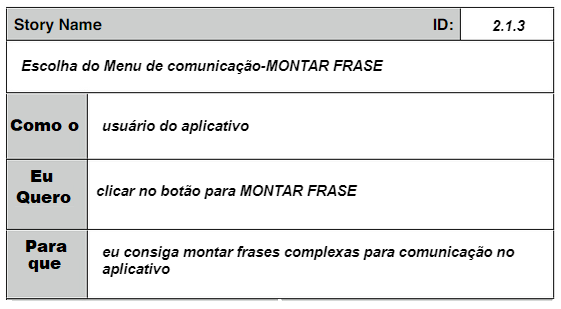 Story Name ID: 2.1.3
Escolha do Menu de comunicação-MONTAR FRASE
Como o usuário do aplicativo
Eu
Quero
clicar no botão para MONTAR FRASE
Para
que
eu consiga montar frases complexas para comunicação no
aplicativo